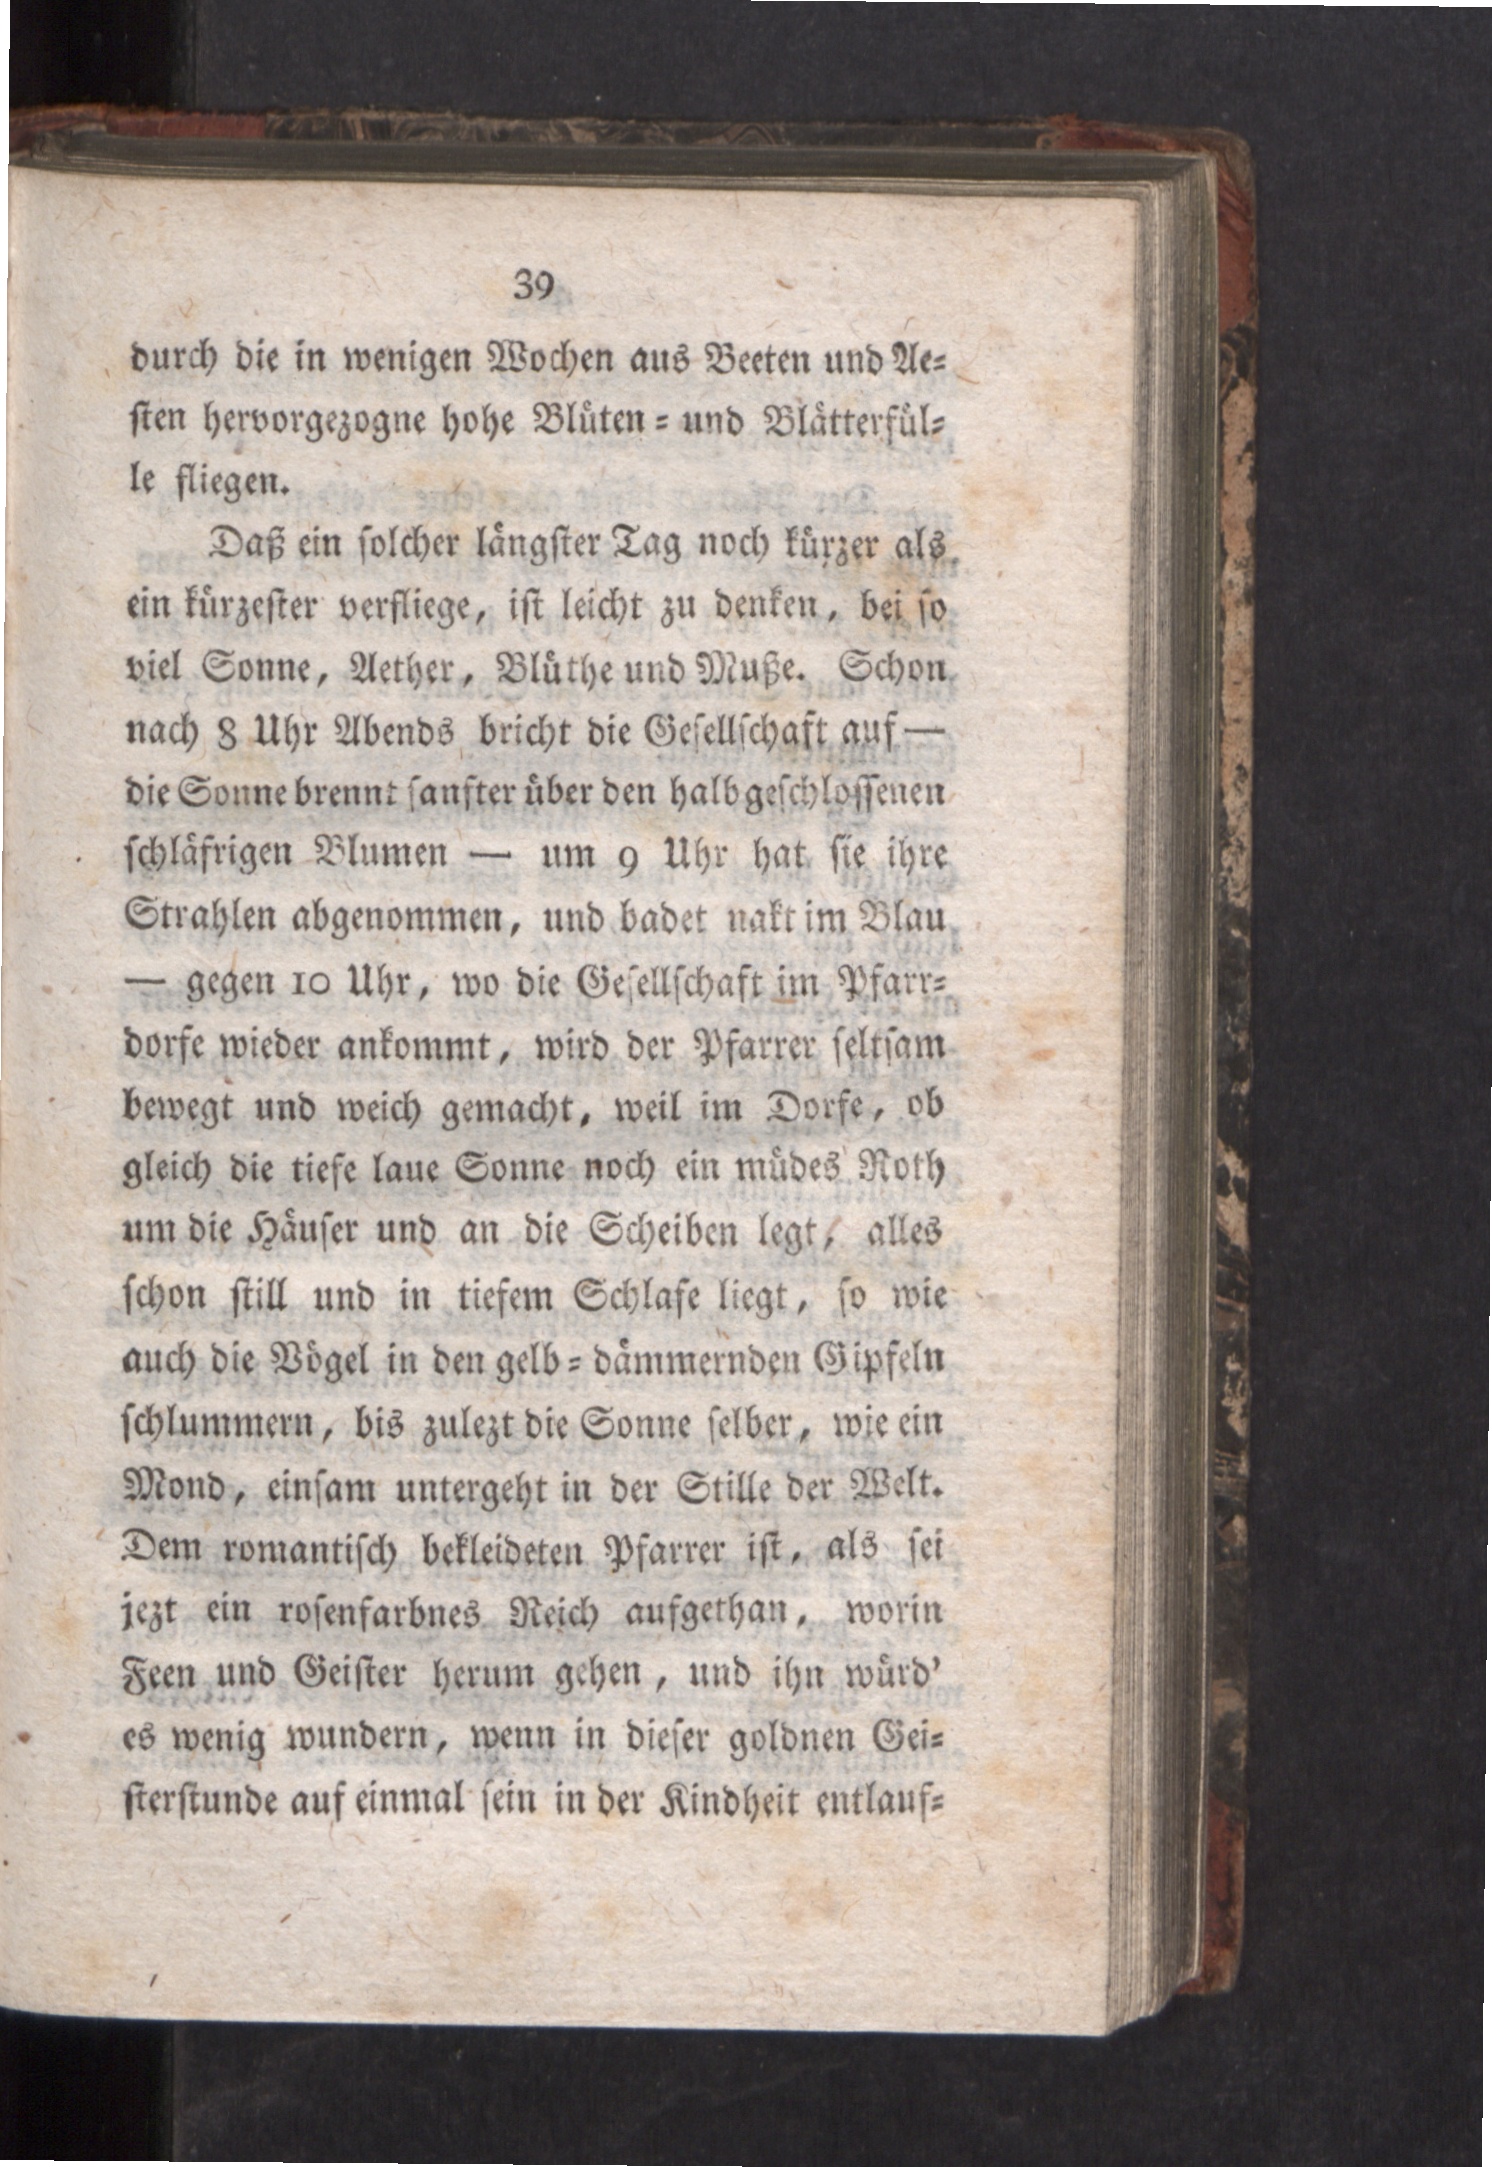 39
durch die in wenigen Wochen aus Beeten und Ae⸗
ſten hervorgezogne hohe Blüten⸗ und Blätterfül⸗
le fliegen.
Daß ein ſolcher längſter Tag noch kürzer als
ein kürzeſter verfliege, iſt leicht zu denken, bei ſo
viel Sonne, Aether, Blüthe und Muße. Schon
nach 8 Uhr Abends bricht die Geſellſchaft auf —
die Sonne brennt ſanfter über den halbgeſchloſſenen
ſchläfrigen Blumen — um 9 Uhr hat ſie ihre
Strahlen abgenommen, und badet nakt im Blau
— gegen 10 Uhr, wo die Geſellſchaft im Pfarr⸗
dorfe wieder ankommt, wird der Pfarrer ſeltſam
bewegt und weich gemacht, weil im Dorfe, ob
gleich die tiefe laue Sonne noch ein müdes Roth
um die Häuſer und an die Scheiben legt, alles
ſchon ſtill und in tiefem Schlafe liegt, ſo wie
auch die Vögel in den gelb⸗dämmernden Gipfeln
ſchlummern, bis zulezt die Sonne ſelber, wie ein
Mond, einſam untergeht in der Stille der Welt.
Dem romantiſch bekleideten Pfarrer iſt, als ſei
jezt ein roſenfarbnes Reich aufgethan, worin
Feen und Geiſter herum gehen, und ihn würd'
es wenig wundern, wenn in dieſer goldnen Gei⸗
ſterſtunde auf einmal ſein in der Kindheit entlauf⸗